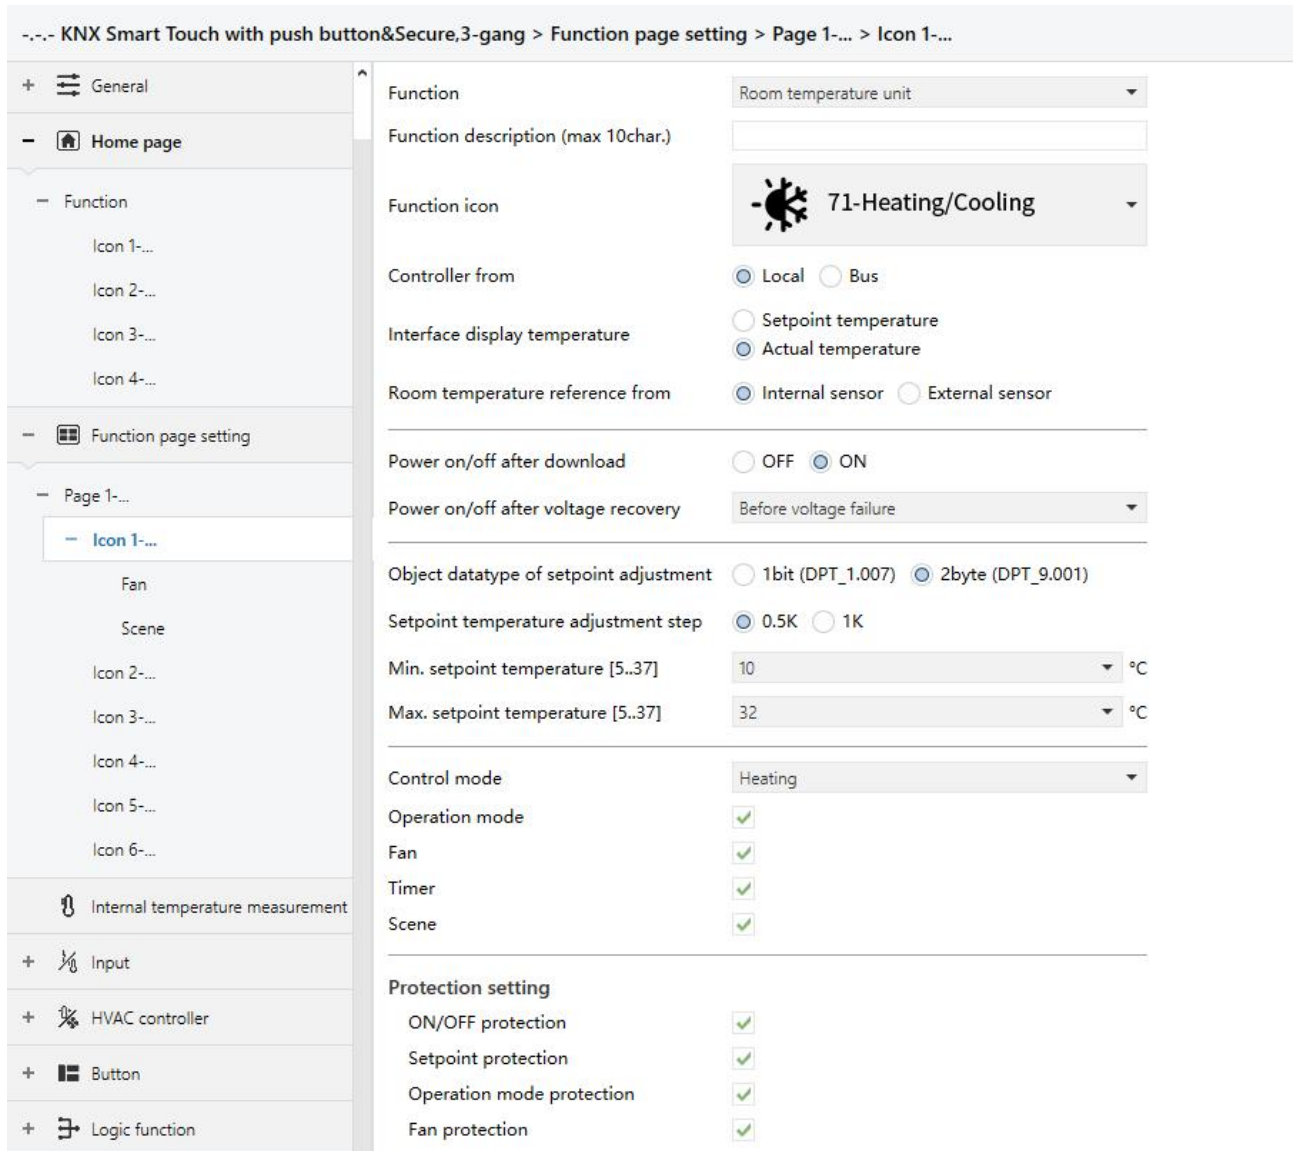 -.-.- KNX Smart Touch with push button&Secure,3-gang > Function page setting > Page 1-... > Icon 1-...
General
Home page
Function
Icon 1-...
Icon 2-...
Icon 3-...
Icon 4-...
Function page setting
Page 1-...
Icon 1-...
Fan
Scene
Icon 2-...
Icon 3-...
Icon 4-...
Icon 5-...
Icon 6-...
Internal temperature measurement
Input
HVAC controller
Button
Logic function
Function Room temperature unit
Function description (max 10char.)
Function icon 71-Heating/Cooling
Controller from Local Bus
Interface display temperature Setpoint temperature
Actual temperature
Room temperature reference from Internal sensor External sensor
Power on/off after download OFF ON
Power on/off after voltage recovery Before voltage failure
Object datatype of setpoint adjustment 1bit (DPT_1.007) 2byte (DPT_9.001)
Setpoint temperature adjustment step 0.5K 1K
Min. setpoint temperature [5..37] 10 °C
Max. setpoint temperature [5..37] 32 °C
Control mode Heating
Operation mode
Fan
Timer
Scene
Protection setting
ON/OFF protection
Setpoint protection
Operation mode protection
Fan protection